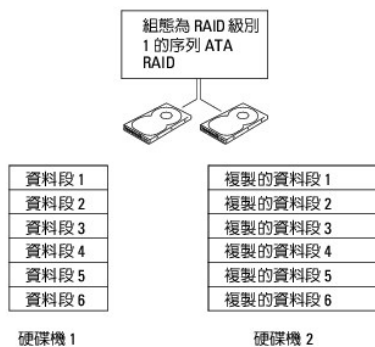 組態為 RAID 級別
1 的序列 ATA
RAID
資料段 1
資料段 2
資料段 3
資料段 4
資料段 5
資料段 6
硬碟機 1
複製的資料段 1
複製的資料段 2
複製的資料段 3
複製的資料段 4
複製的資料段 5
複製的資料段 6
硬碟機 2